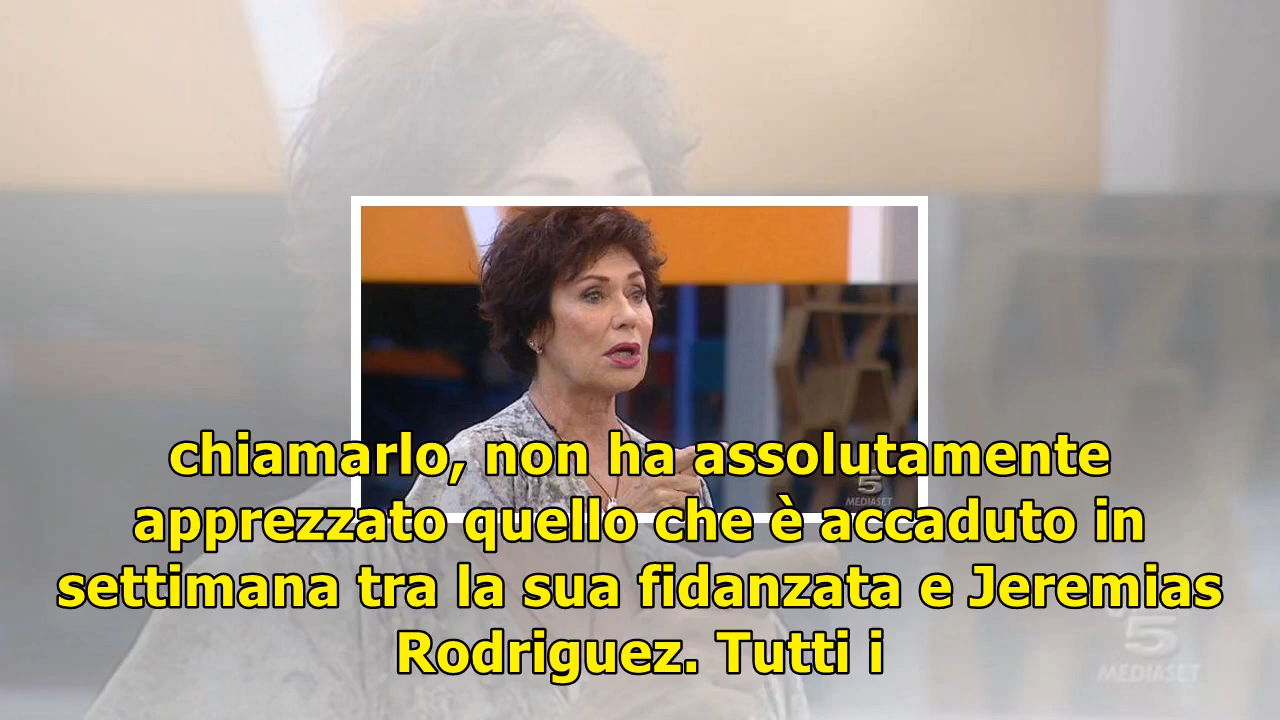 chiamarlo, non ha assolutamente
apprezzato quello che è accaduto in
settimana tra la sua fidanzata e Jeremias
Rodriguez. Tutti i
5
MEDIASET
5
MEDIASET